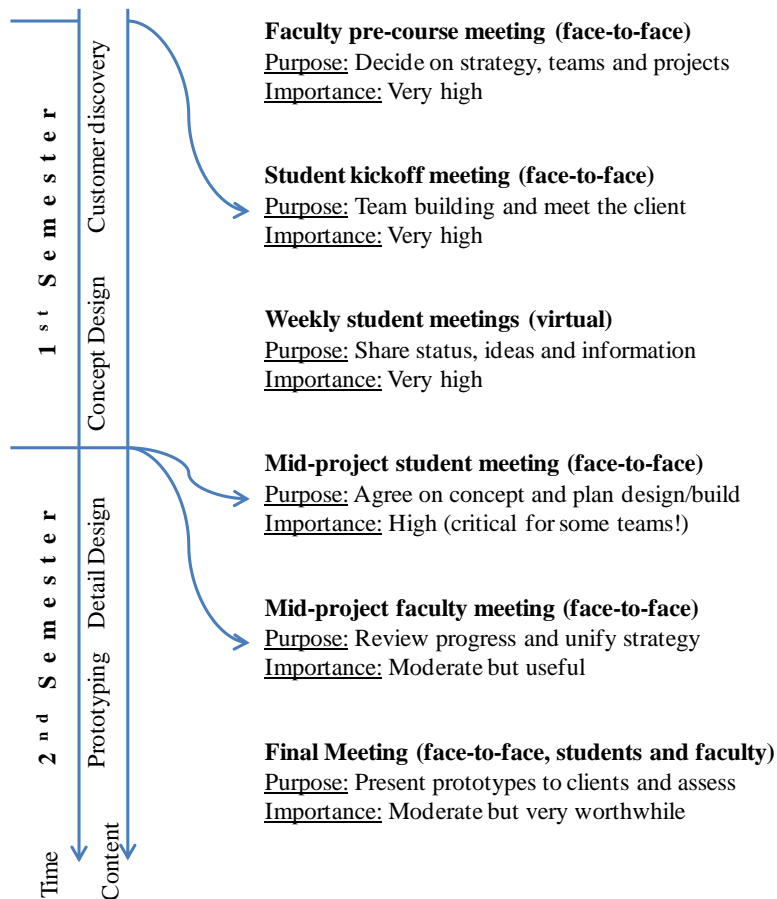 Faculty pre-course meeting (face-to-face)
Purpose: Decide on strategy, teams and projects
Importance: Very high
Student kickoff meeting (face-to-face)
Purpose: Team building and meet the client
Importance: Very high
Weekly student meetings (virtual)
Purpose: Share status, ideas and information
Importance: Very high
Mid-project student meeting (face-to-face)
Purpose: Agree on concept and plan design/build
Importance: High (critical for some teams!)
Mid-project faculty meeting (face-to-face)
Purpose: Review progress and unify strategy
Importance: Moderate but useful
Final Meeting (face-to-face, students and faculty)
Purpose: Present prototypes to clients and assess
Importance: Moderate but very worthwhile
1st Semester
2nd Semester
Time
Customer discovery
Concept Design
Detail Design
Prototyping
Content